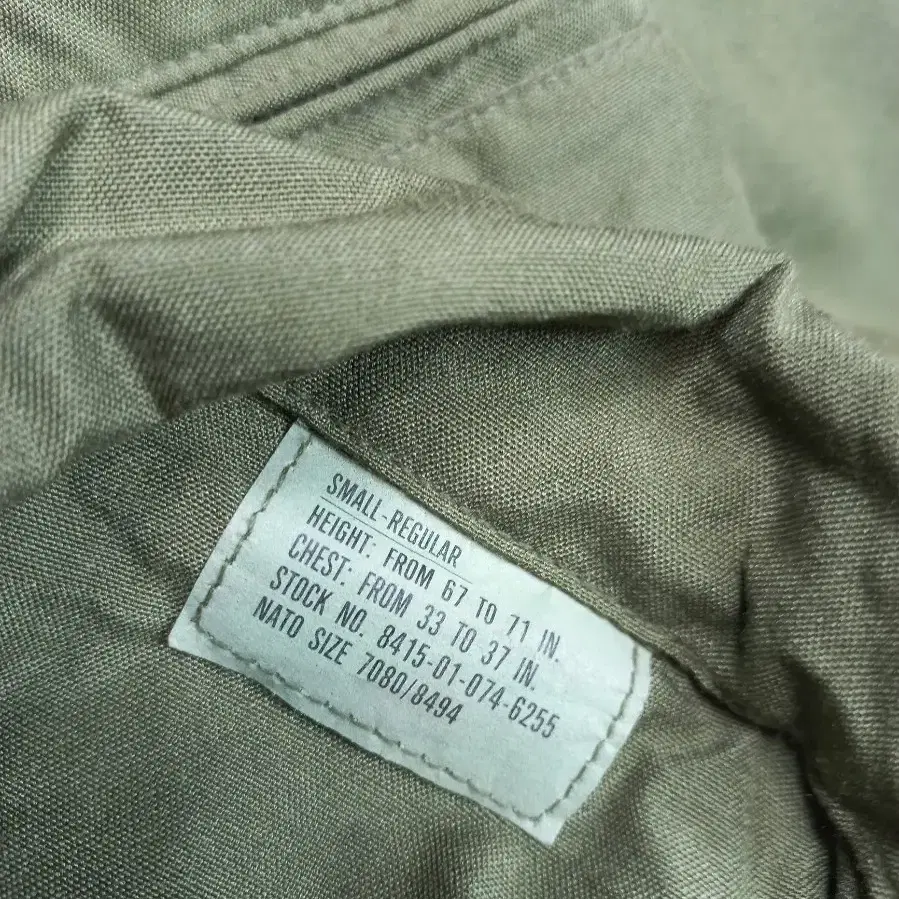 SMALL-REGULAR
HEIGHT: FROM 67 TO 71 IN.
CHEST: FROM 33 TO 37 IN.
STOCK NO. 8415-01-074-6255
NATO SIZE 7080/8494